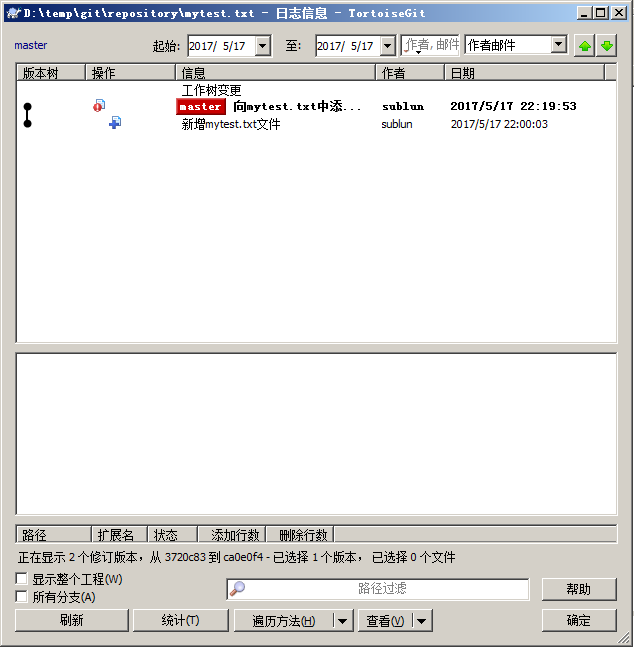 D:\temp\git\repository\mytest.txt - 日志信息 - TortoiseGit
master 起始: 2017/ 5/17 至: 2017/ 5/17 作者, 邮件 作者邮件
版本树 操作 信息 作者 日期
工作树变更
master 向mytest.txt中添... sublun 2017/5/17 22:19:53
新增mytest.txt文件 sublun 2017/5/17 22:00:03
路径 扩展名 状态 添加行数 删除行数
正在显示 2 个修订版本，从 3720c83 到 ca0e0f4 - 已选择 1 个版本， 已选择 0 个文件
显示整个工程(W)
所有分支(A) 路径过滤 帮助
刷新 统计(T) 遍历方法(H) 查看(V) 确定